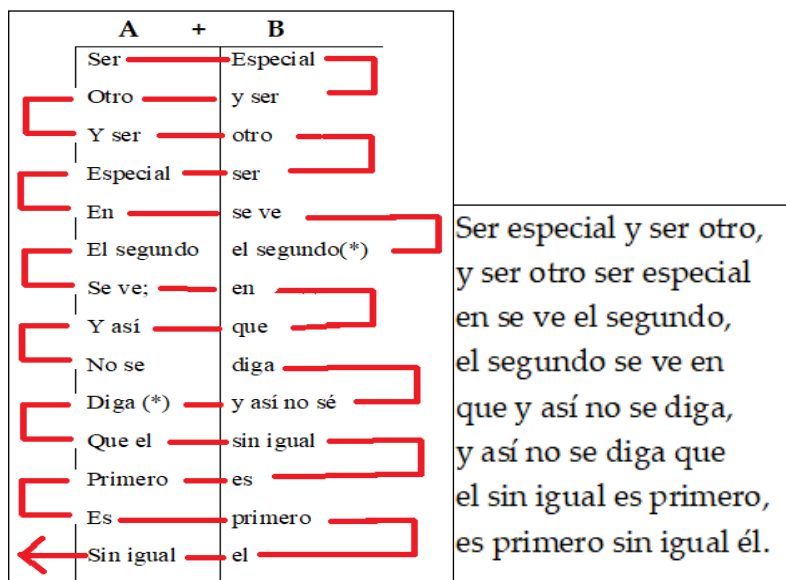 A + B
Ser Especial
Otro y ser
Y ser otro
Especial ser
En se ve
El segundo el segundo(*)
Se ve; en
Y así que
No se diga
Diga (*) y así no sé
Que el sin igual
Primero es
Es primero
Sin igual el
Ser especial y ser otro,
y ser otro ser especial
en se ve el segundo,
el segundo se ve en
que y así no se diga,
y así no se diga que
el sin igual es primero,
es primero sin igual él.